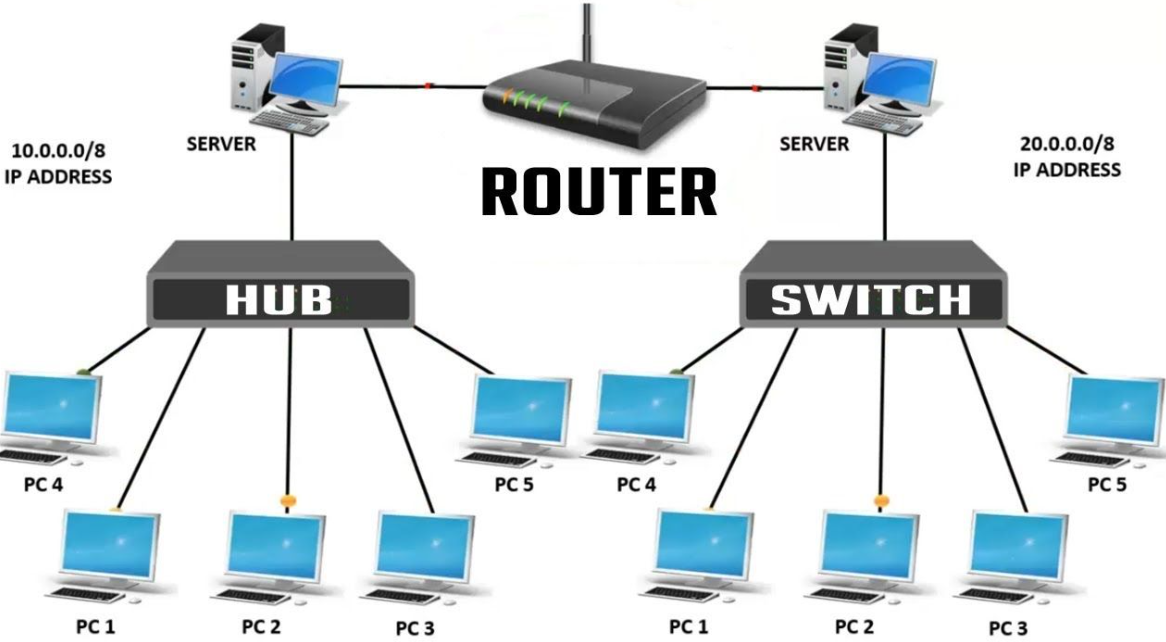 SERVER
SERVER
10.0.0.0/8
IP ADDRESS
20.0.0.0/8
IP ADDRESS
ROUTER
HUB
SWITCH
PC 4
PC 5
PC 4
PC 5
PC 1
PC 2
PC 3
PC 1
PC 2
PC 3